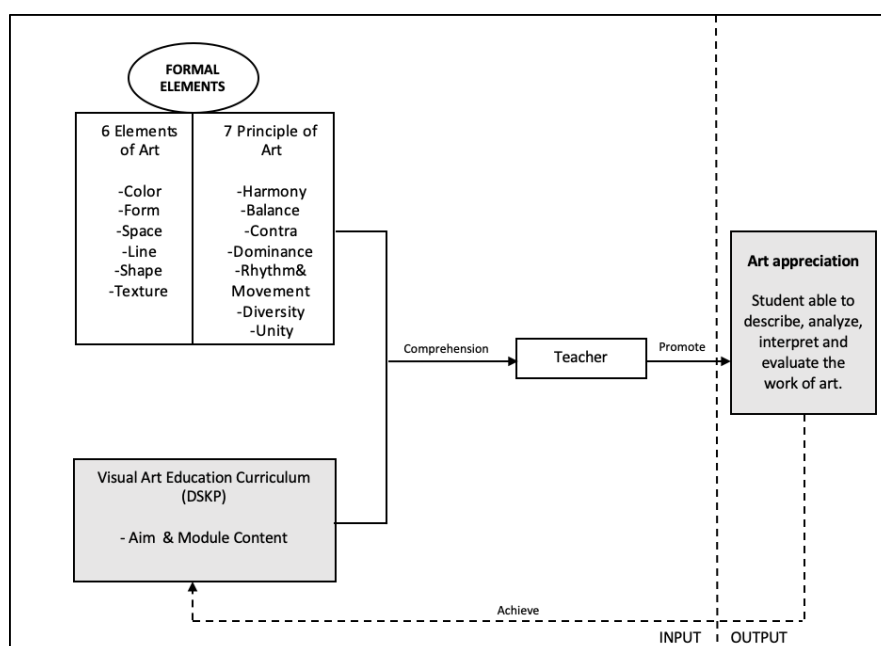 FORMAL
ELEMENTS
6 Elements
of Art
-Color
-Form
-Space
-Line
-Shape
-Texture
7 Principle of
Art
-Harmony
-Balance
-Contra
-Dominance
-Rhythm&
Movement
-Diversity
-Unity
Comprehension
Teacher
Promote
Art appreciation
Student able to
describe, analyze,
interpret and
evaluate the
work of art.
Visual Art Education Curriculum
(DSKP)
- Aim & Module Content
Achieve
INPUT
OUTPUT